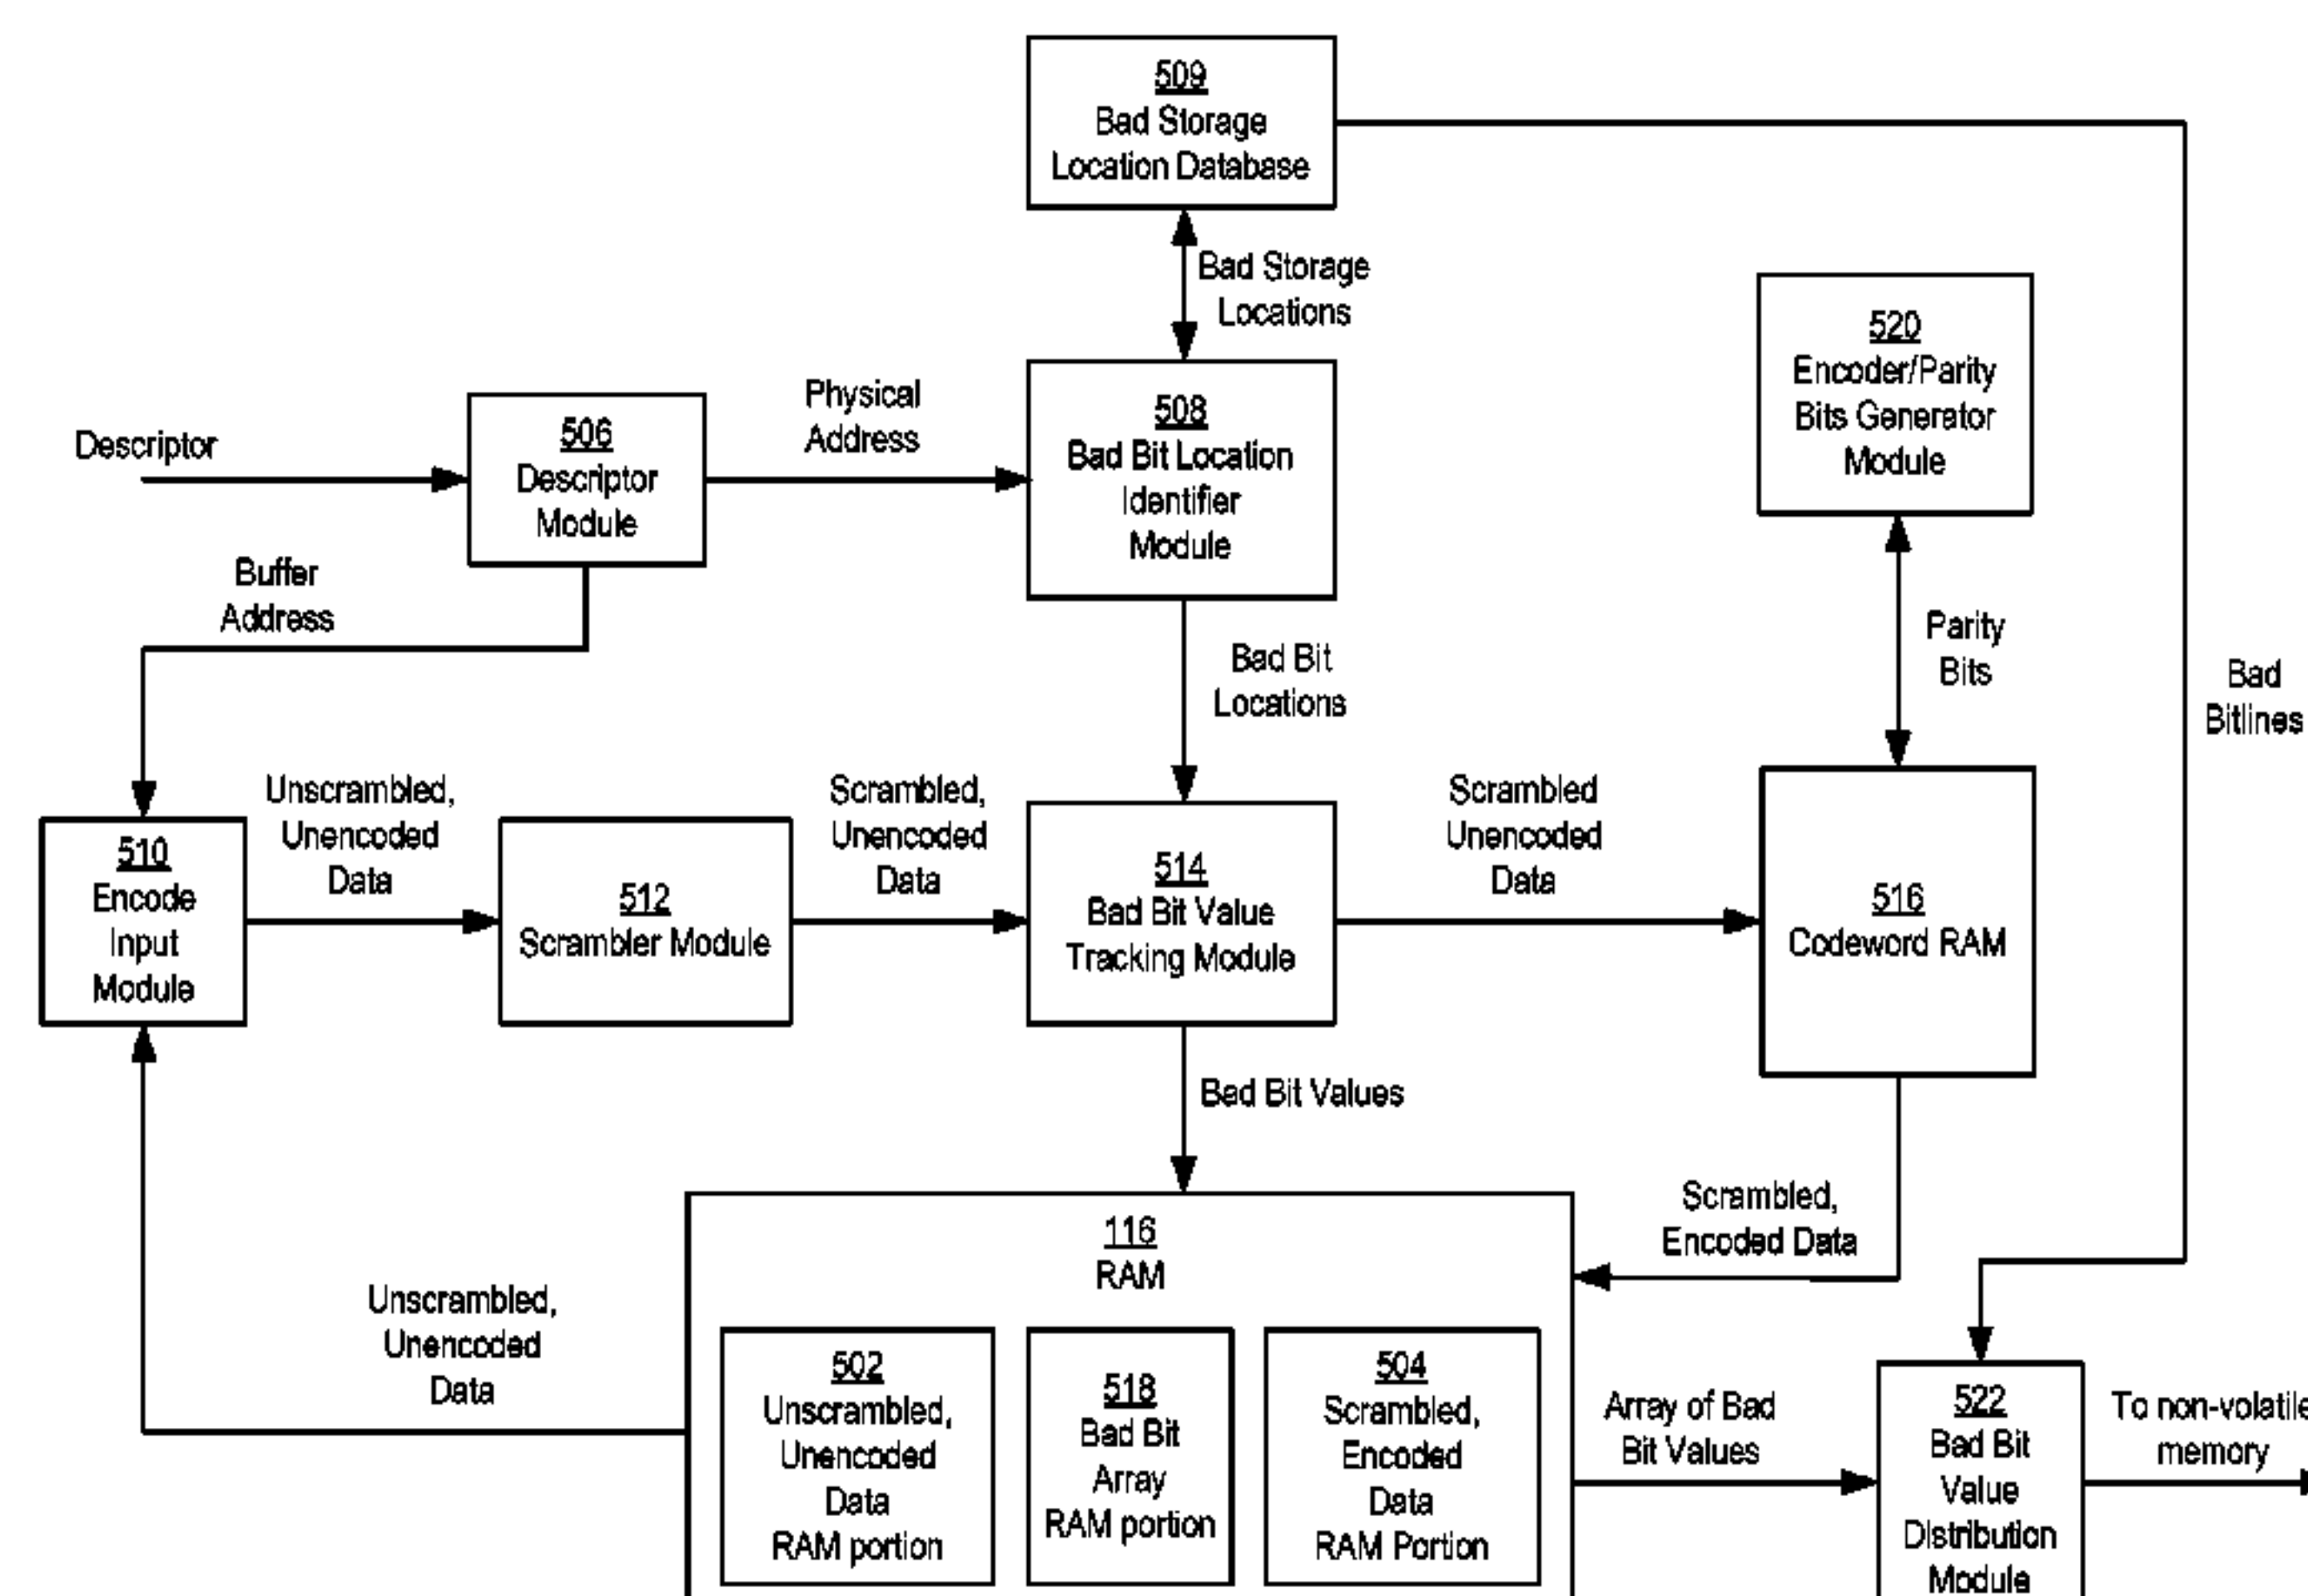 509
Bad Storage
Location Database
Bad Storage
Locations
520
Encoder/Parity
Bits Generator
Module
Physical
Address
508
Bad Bit Location
Identifier
Module
Descriptor
506
Descriptor
Module
Buffer
Address
Bad Bit
Locations
Parity
Bits
Bad
Bitlines
510
Encode
Input
Module
Unscrambled,
Unencoded
Data
512
Scrambler Module
Scrambled,
Unencoded
Data
514
Bad Bit Value
Tracking Module
Scrambled
Unencoded
Data
516
Codeword RAM
Bad Bit Values
Scrambled,
Encoded Data
116
RAM
Unscrambled,
Unencoded
Data
502
Unscrambled,
Unencoded
Data
RAM portion
518
Bad Bit
Array
RAM portion
504
Scrambled,
Encoded
Data
RAM Portion
Array of Bad
Bit Values
522
Bad Bit
Value
Distribution
Module
To non-volatile
memory